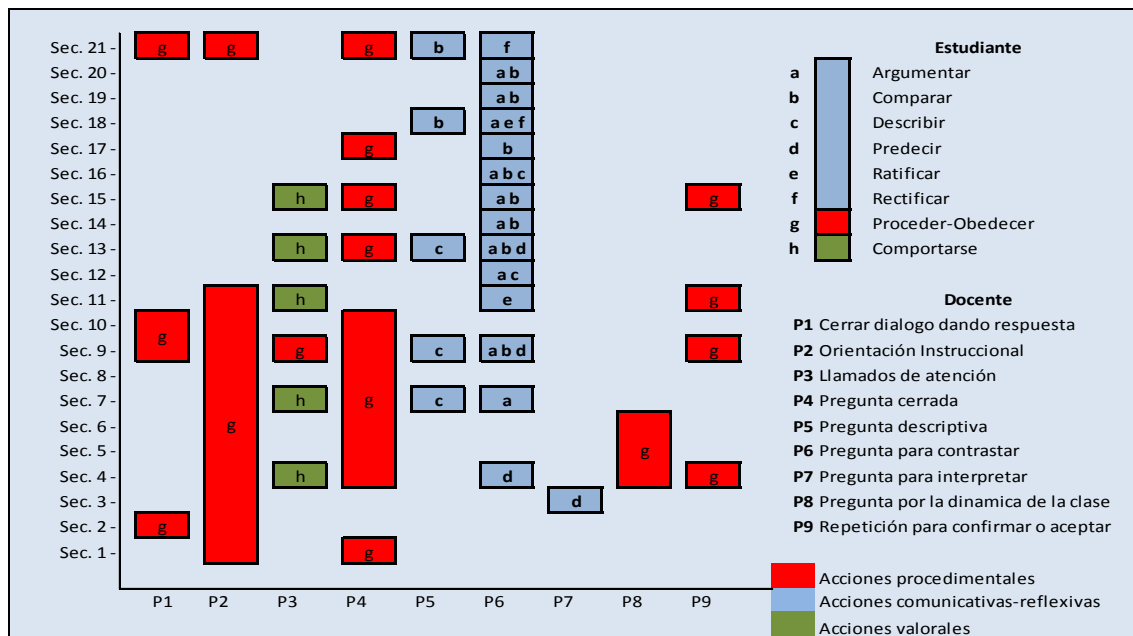 Sec. 21 - g g g b f
Sec. 20 - a b
Sec. 19 - a b
Sec. 18 - b a e f
Sec. 17 - g b
Sec. 16 - a b c
Sec. 15 - h g a b g
Sec. 14 - a b
Sec. 13 - h g c a b d
Sec. 12 - a c
Sec. 11 - h e g
Sec. 10 - g
Sec. 9 - g c a b d g
Sec. 8 -
Sec. 7 - h g c a
Sec. 6 - g
Sec. 5 - g
Sec. 4 - h d g
Sec. 3 - d
Sec. 2 - g
Sec. 1 - g
P1 P2 P3 P4 P5 P6 P7 P8 P9
Estudiante
a Argumentar
b Comparar
c Describir
d Predecir
e Ratificar
f Rectificar
g Proceder-Obedecer
h Comportarse
Docente
P1 Cerrar dialogo dando respuesta
P2 Orientación Instruccional
P3 Llamados de atención
P4 Pregunta cerrada
P5 Pregunta descriptiva
P6 Pregunta para contrastar
P7 Pregunta para interpretar
P8 Pregunta por la dinamica de la clase
P9 Repetición para confirmar o aceptar
Acciones procedimentales
Acciones comunicativas-reflexivas
Acciones valorales